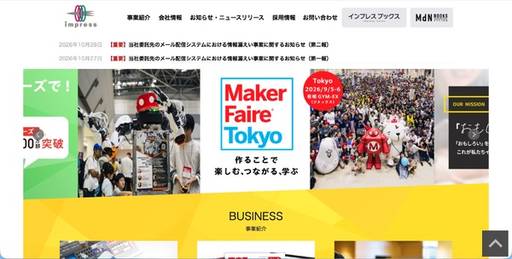 impress
事業紹介 会社情報 お知らせ・ニュースリリース 採用情報 お問い合わせ インプレスブックス MdN BOOKS
2026年10月28日 【重要】当社委託先のメール配信システムにおける情報漏えい事案に関するお知らせ（第二報）
2026年10月27日 【重要】当社委託先のメール配信システムにおける情報漏えい事案に関するお知らせ（第一報）
ーズで！
突破
Maker
Faire
Tokyo
作ることで
楽しむ、つながる、学ぶ
Tokyo
2026/9/5-6
OUR MISSION
BUSINESS
事業紹介